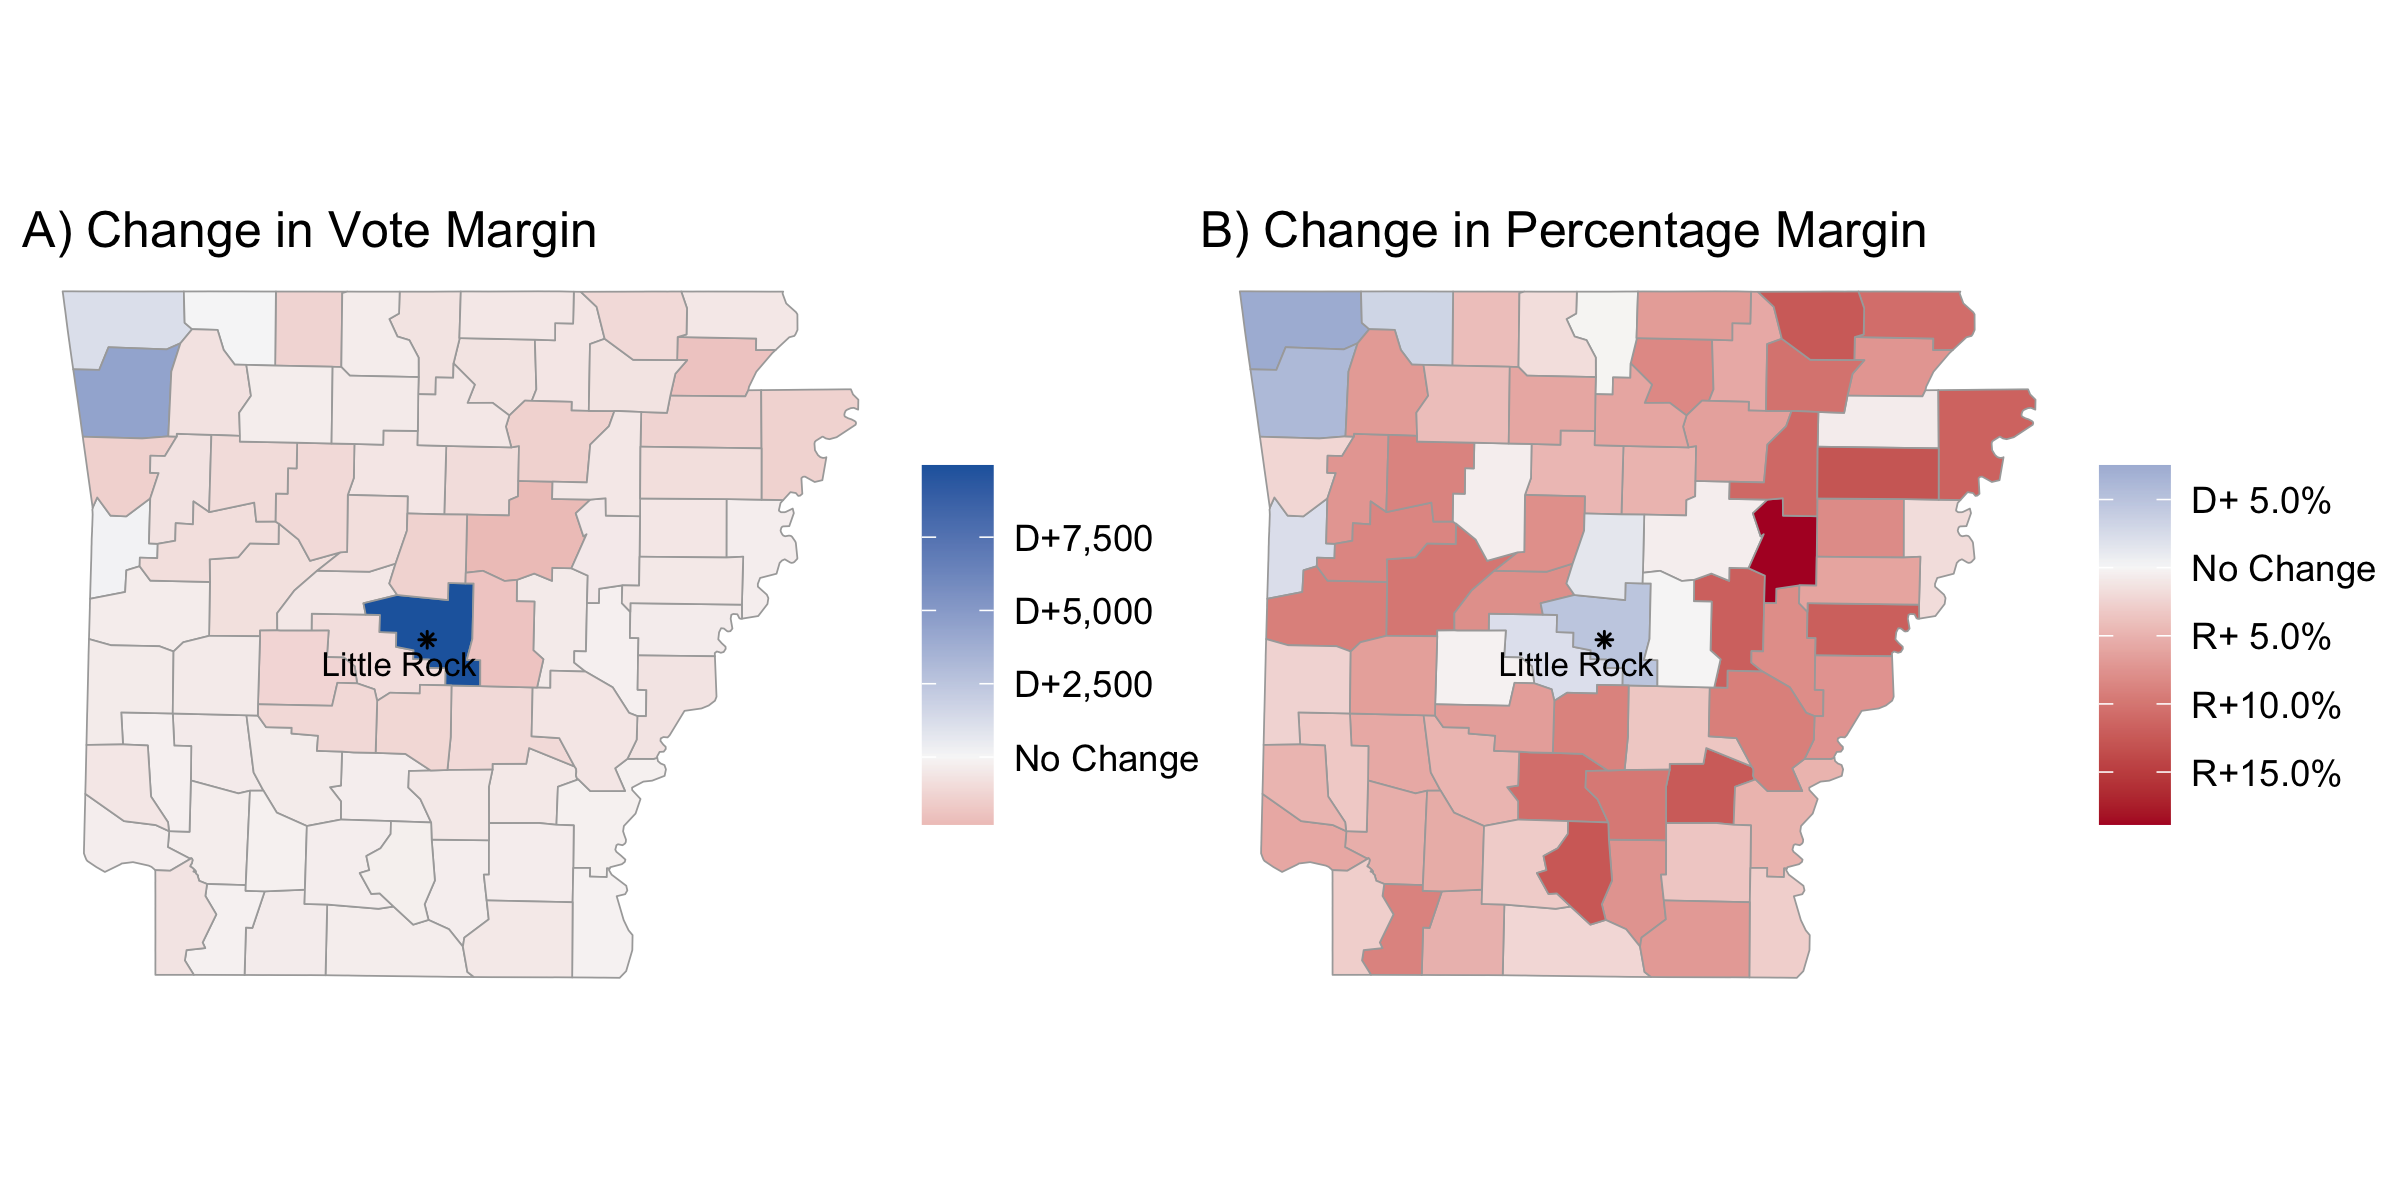 A) Change in Vote Margin
Little Rock
D+7,500
D+5,000
D+2,500
No Change
B) Change in Percentage Margin
Little Rock
D+ 5.0%
No Change
R+ 5.0%
R+10.0%
R+15.0%